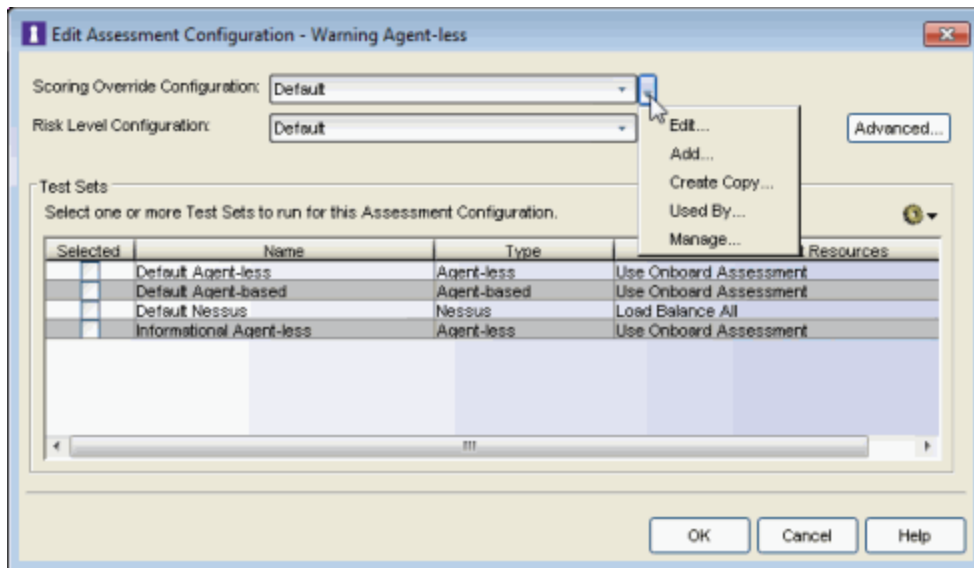 Edit Assessment Configuration - Warning Agent-less
Scoring Override Configuration: Default
Risk Level Configuration: Default
Advanced...
Edit...
Add...
Create Copy...
Used By...
Manage...
Test Sets
Select one or more Test Sets to run for this Assessment Configuration.
Selected Name Type Resources
Default Agent-less Agent-less Use Onboard Assessment
Default Agent-based Agent-based Use Onboard Assessment
Default Nessus Nessus Load Balance All
Informational Agent-less Agent-less Use Onboard Assessment
OK Cancel Help